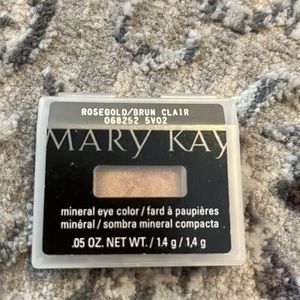 ROSEGOLD/BRUN CLAIR
068252 5V02
MARY KAY
mineral eye color / fard à paupières
minéral / sombra mineral compacta
.05 OZ. NET WT. / 1.4 g / 1,4 g